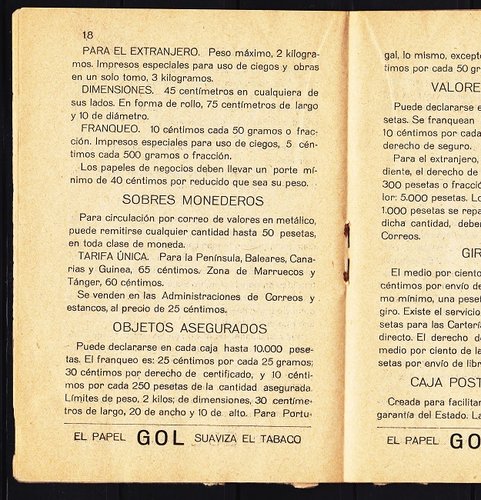 18
PARA EL EXTRANJERO. Peso máximo, 2 kilogra-
mos. Impresos especiales para uso de ciegos y obras
en un solo tomo, 3 kilogramos.
DIMENSIONES. 45 centímetros en cualquiera de
sus lados. En forma de rollo, 75 centímetros de largo
y 10 de diámetro.
FRANQUEO. 10 céntimos cada 50 gramos o frac-
ción. Impresos especiales para uso de ciegos, 5 cén-
timos cada 500 gramos o fracción.
Los papeles de negocios deben llevar un porte mí-
nimo de 40 céntimos por reducido que sea su peso.
SOBRES MONEDEROS
Para circulación por correo de valores en metálico,
puede remitirse cualquier cantidad hasta 50 pesetas,
en toda clase de moneda.
TARIFA ÚNICA. Para la Península, Baleares, Cana-
rias y Guinea, 65 céntimos. Zona de Marruecos y
Tánger, 60 céntimos.
Se venden en las Administraciones de Correos y
estancos, al precio de 25 céntimos.
OBJETOS ASEGURADOS
Puede declararse en cada caja hasta 10.000 pese-
tas. El franqueo es: 25 céntimos por cada 25 gramos;
30 céntimos por derecho de certificado, y 10 cénti-
mos por cada 250 pesetas de la cantidad asegurada.
Límites de peso, 2 kilos; de dimensiones, 30 centíme-
tros de largo, 20 de ancho y 10 de alto. Para Portu-
EL PAPEL GOL SUAVIZA EL TABACO
gal, lo mismo, except
timos por cada 50 gr
VALORE
Puede declararse e
setas. Se franquean
10 céntimos por cada
derecho de seguro.
Para el extranjero,
diente, el derecho de
300 pesetas o fracció
lor: 5.000 pesetas. Lo
1.000 pesetas se repa
dicha cantidad, debe
Correos.
GIR
El medio por ciento
céntimos por envío de
mo mínimo, una peset
giro. Existe el servicio
setas para las Carterí
directo. El derecho d
medio por ciento de la
setas por envío de libr
CAJA POST
Creada para facilitar
garantía del Estado. La
EL PAPEL GO